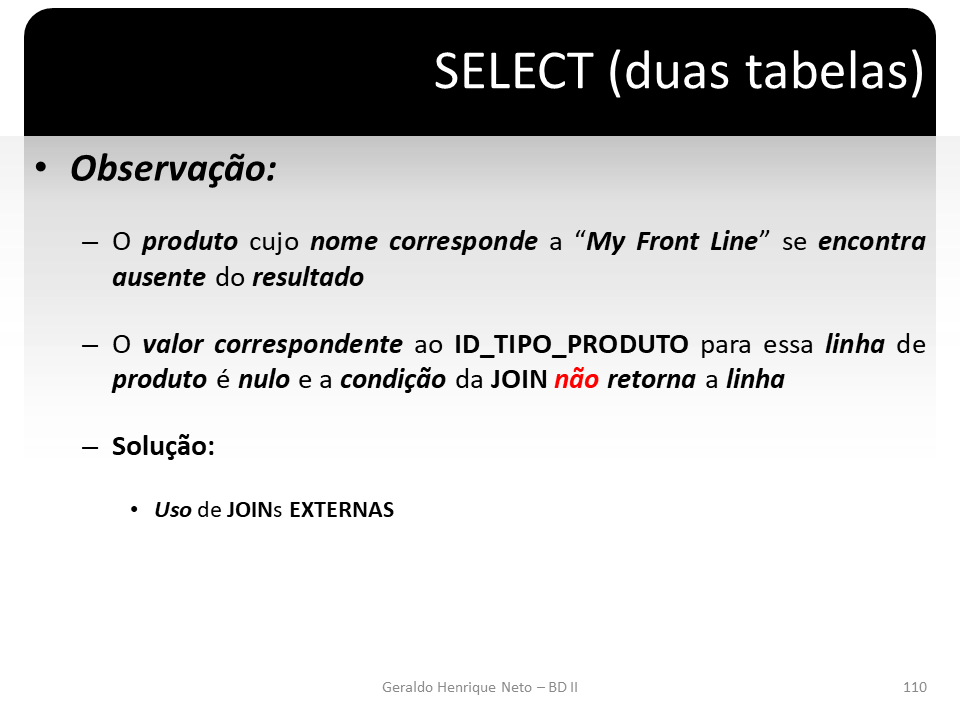 SELECT (duas tabelas)
• Observação:
– O produto cujo nome corresponde a “My Front Line” se encontra
ausente do resultado
– O valor correspondente ao ID_TIPO_PRODUTO para essa linha de
produto é nulo e a condição da JOIN não retorna a linha
– Solução:
• Uso de JOINs EXTERNAS
Geraldo Henrique Neto – BD II
110